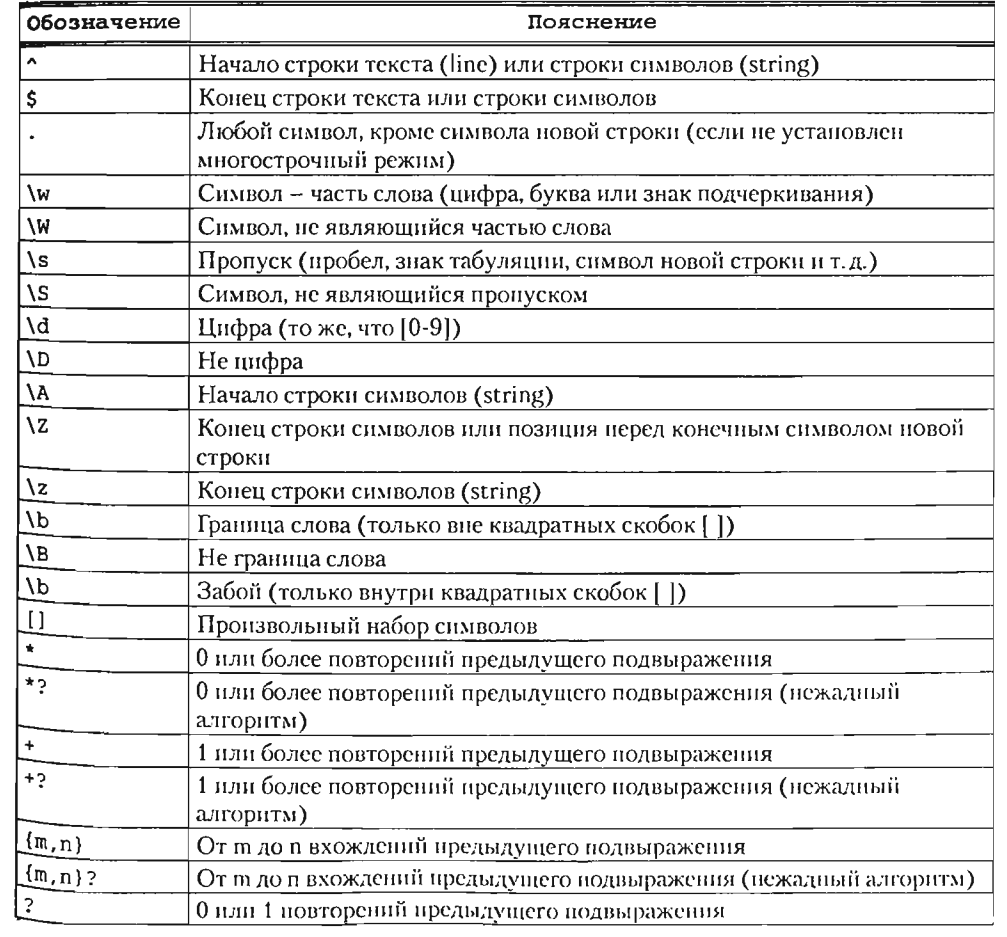 Обозначение Пояснение
^ Начало строки текста (line) или строки символов (string)
$ Конец строки текста или строки символов
. Любой символ, кроме символа новой строки (если не установлен
многострочный режим)
\w Символ – часть слова (цифра, буква или знак подчеркивания)
\W Символ, не являющийся частью слова
\s Пропуск (пробел, знак табуляции, символ новой строки и т. д.)
\S Символ, не являющийся пропуском
\d Цифра (то же, что [0-9])
\D Не цифра
\A Начало строки символов (string)
\Z Конец строки символов или позиция перед конечным символом новой
строки
\z Конец строки символов (string)
\b Граница слова (только вне квадратных скобок [ ])
\B Не граница слова
\b Забой (только внутри квадратных скобок [ ])
[] Произвольный набор символов
* 0 или более повторений предыдущего подвыражения
*? 0 или более повторений предыдущего подвыражения (нежадный
алгоритм)
+ 1 или более повторений предыдущего подвыражения
+? 1 или более повторений предыдущего подвыражения (нежадный
алгоритм)
{m,n} От m до n вхождений предыдущего подвыражения
{m,n}? От m до n вхождений предыдущего подвыражения (нежадный алгоритм)
? 0 или 1 повторений предыдущего подвыражения